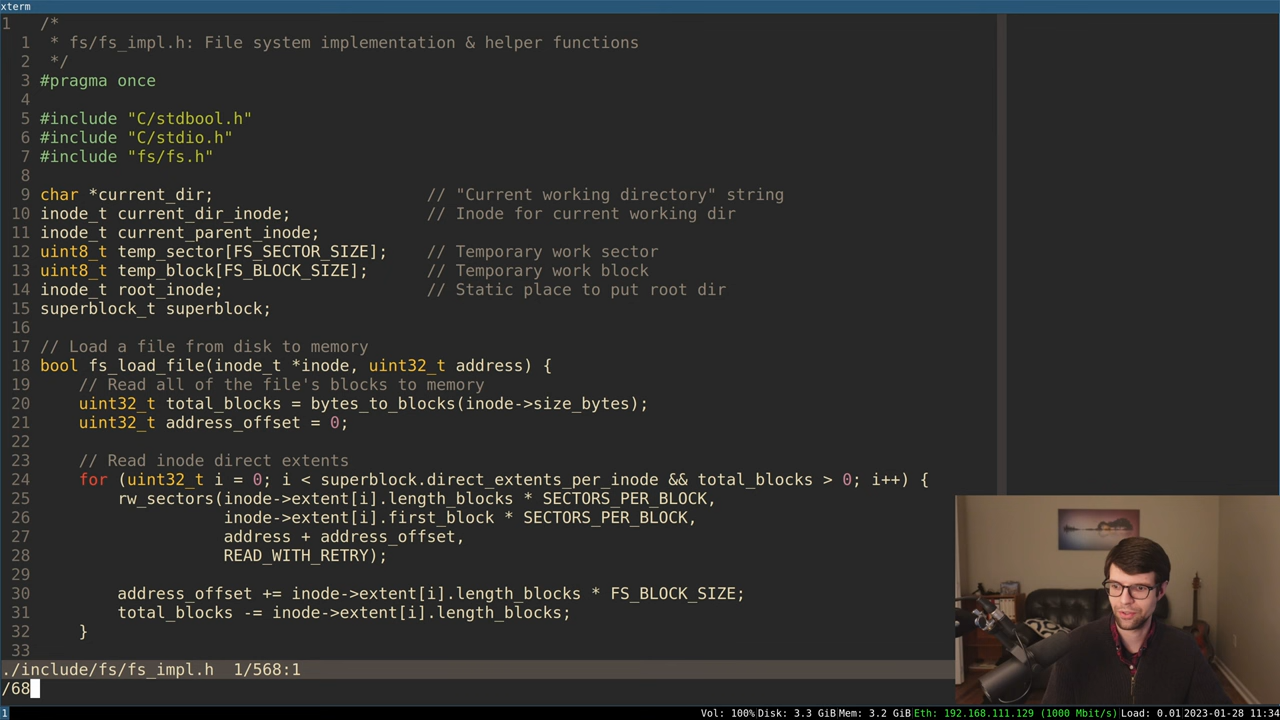 xterm
1 /*
1 * fs/fs_impl.h: File system implementation & helper functions
2 */
3 #pragma once
4
5 #include "C/stdbool.h"
6 #include "C/stdio.h"
7 #include "fs/fs.h"
8
9 char *current_dir; // "Current working directory" string
10 inode_t current_dir_inode; // Inode for current working dir
11 inode_t current_parent_inode;
12 uint8_t temp_sector[FS_SECTOR_SIZE]; // Temporary work sector
13 uint8_t temp_block[FS_BLOCK_SIZE]; // Temporary work block
14 inode_t root_inode; // Static place to put root dir
15 superblock_t superblock;
16
17 // Load a file from disk to memory
18 bool fs_load_file(inode_t *inode, uint32_t address) {
19 // Read all of the file's blocks to memory
20 uint32_t total_blocks = bytes_to_blocks(inode->size_bytes);
21 uint32_t address_offset = 0;
22
23 // Read inode direct extents
24 for (uint32_t i = 0; i < superblock.direct_extents_per_inode && total_blocks > 0; i++) {
25 rw_sectors(inode->extent[i].length_blocks * SECTORS_PER_BLOCK,
26 inode->extent[i].first_block * SECTORS_PER_BLOCK,
27 address + address_offset,
28 READ_WITH_RETRY);
29
30 address_offset += inode->extent[i].length_blocks * FS_BLOCK_SIZE;
31 total_blocks -= inode->extent[i].length_blocks;
32 }
33
./include/fs/fs_impl.h 1/568:1
/68
1 Vol: 100% Disk: 3.3 GiB Mem: 3.2 GiB Eth: 192.168.111.129 (1000 Mbit/s) Load: 0.01 2023-01-28 11:34